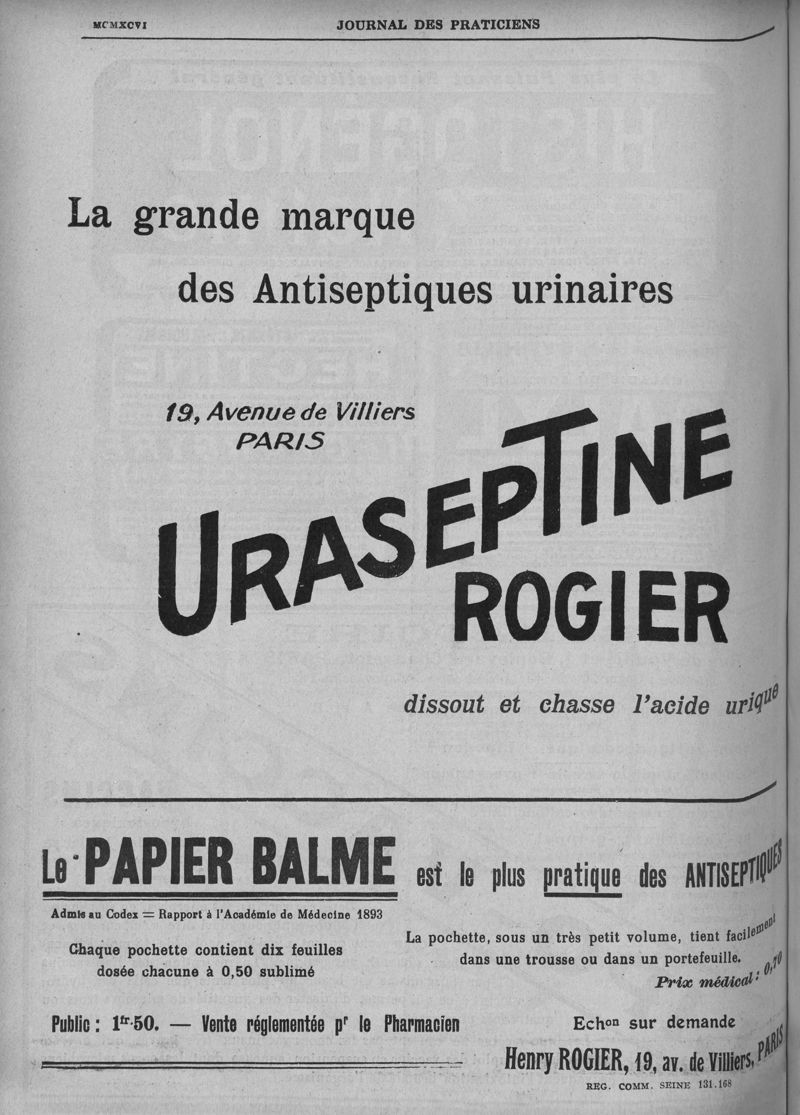 MCMXCVI
JOURNAL DES PRATICIENS
La grande marque
des Antiseptiques urinaires
19, Avenue de Villiers
PARIS
URASEPTINE
ROGIER
dissout et chasse l'acide urique
Le PAPIER BALME est le plus pratique des ANTISEPTIQUES
Admis au Codex = Rapport à l'Académie de Médecine 1893
Chaque pochette contient dix feuilles
dosée chacune à 0,50 sublimé
La pochette, sous un très petit volume, tient facilement
dans une trousse ou dans un portefeuille.
Prix médical: 0,70
Public: 1fr.50. — Vente réglementée pr le Pharmacien
Echon sur demande
Henry ROGIER, 19, av. de Villiers, PARIS
REG. COMM. SEINE 131.168